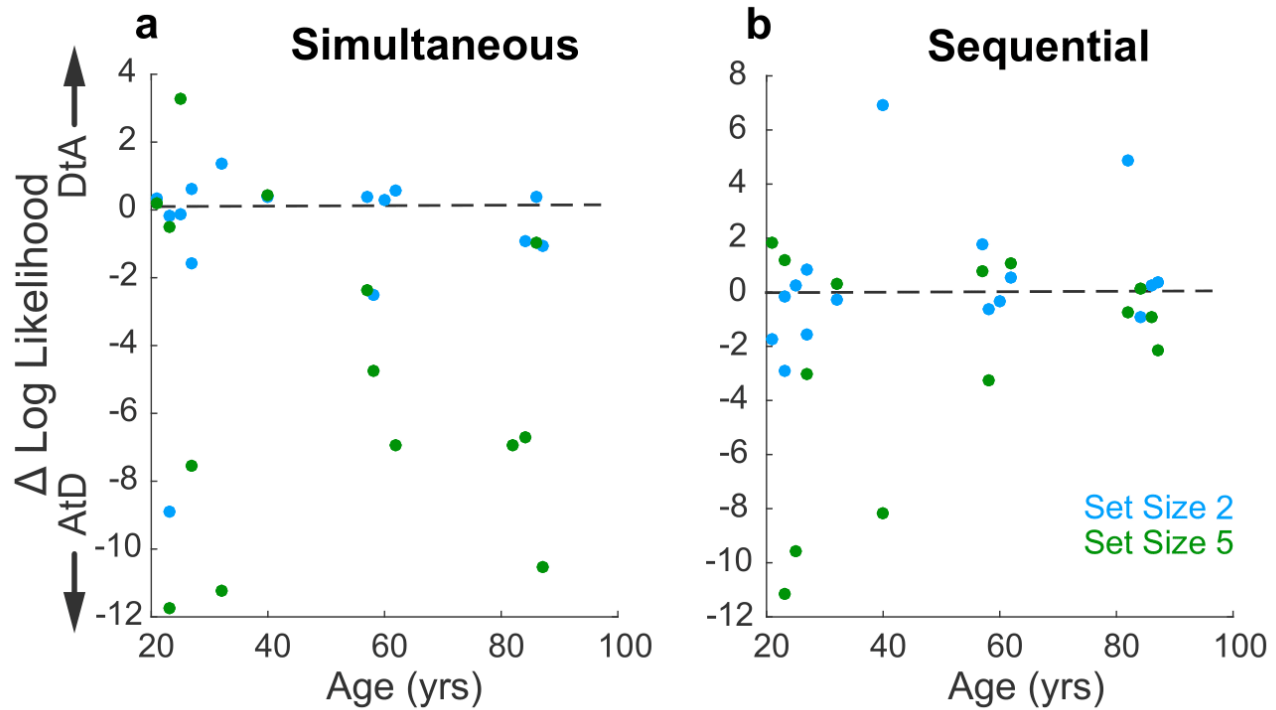 a
Simultaneous
b
Sequential
Δ Log Likelihood
DtA
AtD
4
2
0
-2
-4
-6
-8
-10
-12
20 40 60 80 100
Age (yrs)
8
6
4
2
0
-2
-4
-6
-8
-10
-12
Set Size 2
Set Size 5
20 40 60 80 100
Age (yrs)